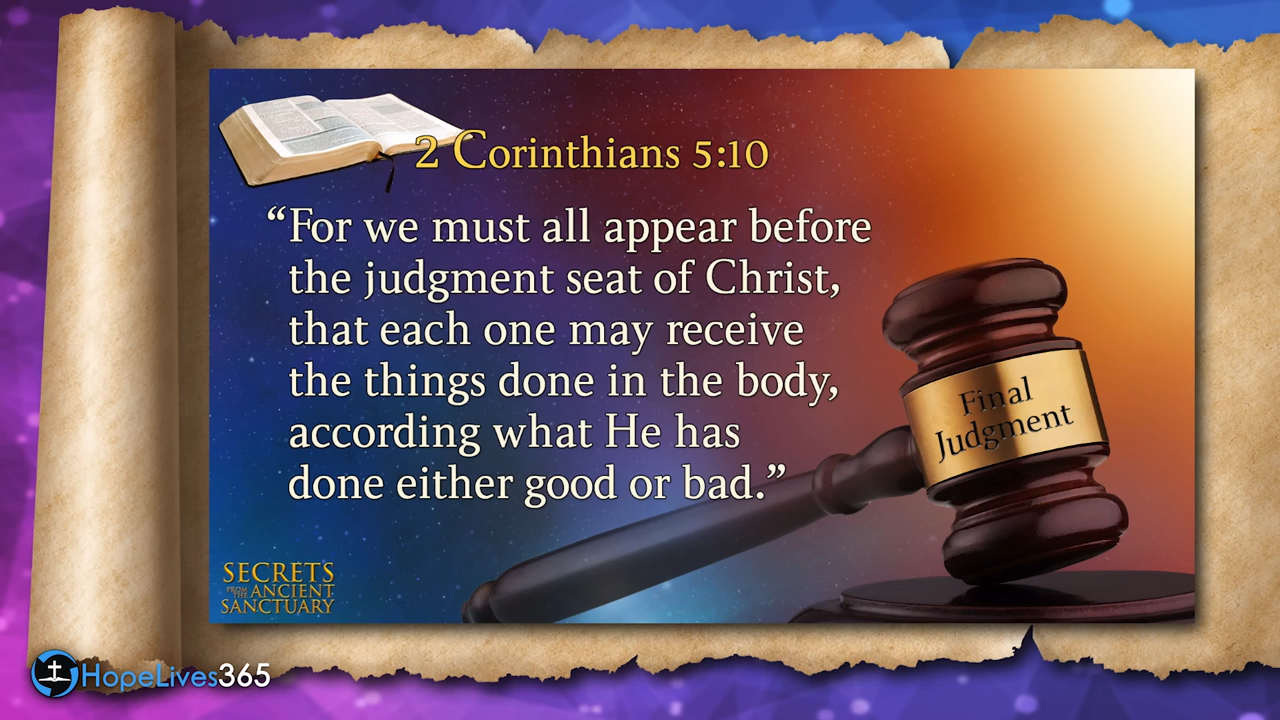 2 Corinthians 5:10
“For we must all appear before
the judgment seat of Christ,
that each one may receive
the things done in the body,
according what He has
done either good or bad.”
Final
Judgment
SECRETS
FROM THE ANCIENT
SANCTUARY
HopeLives365